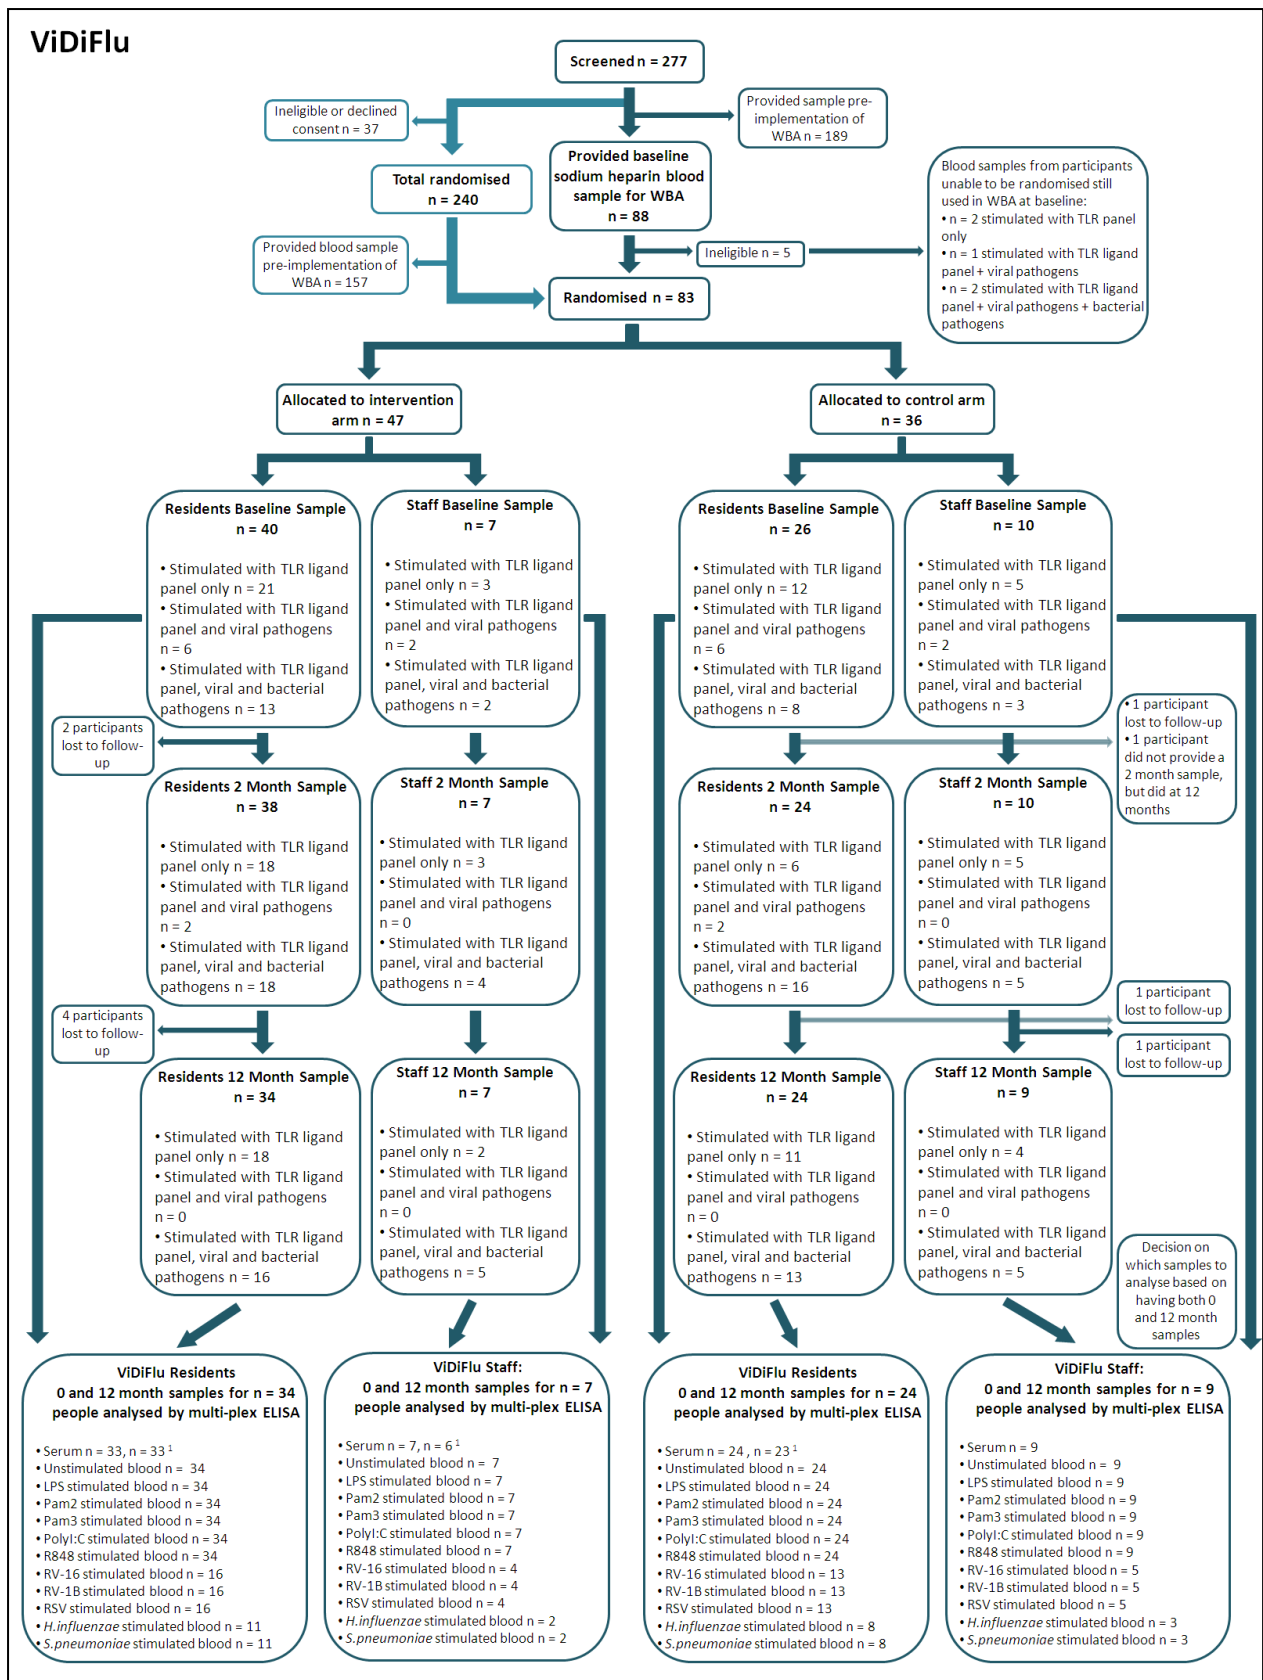 ViDiFlu
Screened n = 277
Ineligible or declined
consent n = 37
Provided sample pre-
implementation of
WBA n = 189
Total randomised
n = 240
Provided baseline
sodium heparin blood
sample for WBA
n = 88
Blood samples from participants
unable to be randomised still
used in WBA at baseline:
• n = 2 stimulated with TLR panel
only
• n = 1 stimulated with TLR ligand
panel + viral pathogens
• n = 2 stimulated with TLR ligand
panel + viral pathogens + bacterial
pathogens
Provided blood sample
pre-implementation of
WBA n = 157
Ineligible n = 5
Randomised n = 83
Allocated to intervention
arm n = 47
Allocated to control arm
n = 36
Residents Baseline Sample
n = 40
• Stimulated with TLR ligand
panel only n = 21
• Stimulated with TLR ligand
panel and viral pathogens
n = 6
• Stimulated with TLR ligand
panel, viral and bacterial
pathogens n = 13
Staff Baseline Sample
n = 7
• Stimulated with TLR ligand
panel only n = 3
• Stimulated with TLR ligand
panel and viral pathogens
n = 2
• Stimulated with TLR ligand
panel, viral and bacterial
pathogens n = 2
Residents Baseline Sample
n = 26
• Stimulated with TLR ligand
panel only n = 12
• Stimulated with TLR ligand
panel and viral pathogens
n = 6
• Stimulated with TLR ligand
panel, viral and bacterial
pathogens n = 8
Staff Baseline Sample
n = 10
• Stimulated with TLR ligand
panel only n = 5
• Stimulated with TLR ligand
panel and viral pathogens
n = 2
• Stimulated with TLR ligand
panel, viral and bacterial
pathogens n = 3
2 participants
lost to follow-
up
• 1 participant
lost to follow-up
• 1 participant
did not provide a
2 month sample,
but did at 12
months
Residents 2 Month Sample
n = 38
• Stimulated with TLR ligand
panel only n = 18
• Stimulated with TLR ligand
panel and viral pathogens
n = 2
• Stimulated with TLR ligand
panel, viral and bacterial
pathogens n = 18
Staff 2 Month Sample
n = 7
• Stimulated with TLR ligand
panel only n = 3
• Stimulated with TLR ligand
panel and viral pathogens
n = 0
• Stimulated with TLR ligand
panel, viral and bacterial
pathogens n = 4
Residents 2 Month Sample
n = 24
• Stimulated with TLR ligand
panel only n = 6
• Stimulated with TLR ligand
panel and viral pathogens
n = 2
• Stimulated with TLR ligand
panel, viral and bacterial
pathogens n = 16
Staff 2 Month Sample
n = 10
• Stimulated with TLR ligand
panel only n = 5
• Stimulated with TLR ligand
panel and viral pathogens
n = 0
• Stimulated with TLR ligand
panel, viral and bacterial
pathogens n = 5
4 participants
lost to follow-
up
1 participant
lost to follow-up
1 participant
lost to follow-up
Residents 12 Month Sample
n = 34
• Stimulated with TLR ligand
panel only n = 18
• Stimulated with TLR ligand
panel and viral pathogens
n = 0
• Stimulated with TLR ligand
panel, viral and bacterial
pathogens n = 16
Staff 12 Month Sample
n = 7
• Stimulated with TLR ligand
panel only n = 2
• Stimulated with TLR ligand
panel and viral pathogens
n = 0
• Stimulated with TLR ligand
panel, viral and bacterial
pathogens n = 5
Residents 12 Month Sample
n = 24
• Stimulated with TLR ligand
panel only n = 11
• Stimulated with TLR ligand
panel and viral pathogens
n = 0
• Stimulated with TLR ligand
panel, viral and bacterial
pathogens n = 13
Staff 12 Month Sample
n = 9
• Stimulated with TLR ligand
panel only n = 4
• Stimulated with TLR ligand
panel and viral pathogens
n = 0
• Stimulated with TLR ligand
panel, viral and bacterial
pathogens n = 5
Decision on
which samples to
analyse based on
having both 0
and 12 month
samples
ViDiFlu Residents
0 and 12 month samples for n = 34
people analysed by multi-plex ELISA
• Serum n = 33, n = 33 ¹
• Unstimulated blood n = 34
• LPS stimulated blood n = 34
• Pam2 stimulated blood n = 34
• Pam3 stimulated blood n = 34
• PolyI:C stimulated blood n = 34
• R848 stimulated blood n = 34
• RV-16 stimulated blood n = 16
• RV-1B stimulated blood n = 16
• RSV stimulated blood n = 16
• H.influenzae stimulated blood n = 11
• S.pneumoniae stimulated blood n = 11
ViDiFlu Staff:
0 and 12 month samples for n = 7
people analysed by multi-plex ELISA
• Serum n = 7, n = 6 ¹
• Unstimulated blood n = 7
• LPS stimulated blood n = 7
• Pam2 stimulated blood n = 7
• Pam3 stimulated blood n = 7
• PolyI:C stimulated blood n = 7
• R848 stimulated blood n = 7
• RV-16 stimulated blood n = 4
• RV-1B stimulated blood n = 4
• RSV stimulated blood n = 4
• H.influenzae stimulated blood n = 2
• S.pneumoniae stimulated blood n = 2
ViDiFlu Residents
0 and 12 month samples for n = 24
people analysed by multi-plex ELISA
• Serum n = 24 , n = 23 ¹
• Unstimulated blood n = 24
• LPS stimulated blood n = 24
• Pam2 stimulated blood n = 24
• Pam3 stimulated blood n = 24
• PolyI:C stimulated blood n = 24
• R848 stimulated blood n = 24
• RV-16 stimulated blood n = 13
• RV-1B stimulated blood n = 13
• RSV stimulated blood n = 13
• H.influenzae stimulated blood n = 8
• S.pneumoniae stimulated blood n = 8
ViDiFlu Staff:
0 and 12 month samples for n = 9
people analysed by multi-plex ELISA
• Serum n = 9
• Unstimulated blood n = 9
• LPS stimulated blood n = 9
• Pam2 stimulated blood n = 9
• Pam3 stimulated blood n = 9
• PolyI:C stimulated blood n = 9
• R848 stimulated blood n = 9
• RV-16 stimulated blood n = 5
• RV-1B stimulated blood n = 5
• RSV stimulated blood n = 5
• H.influenzae stimulated blood n = 3
• S.pneumoniae stimulated blood n = 3